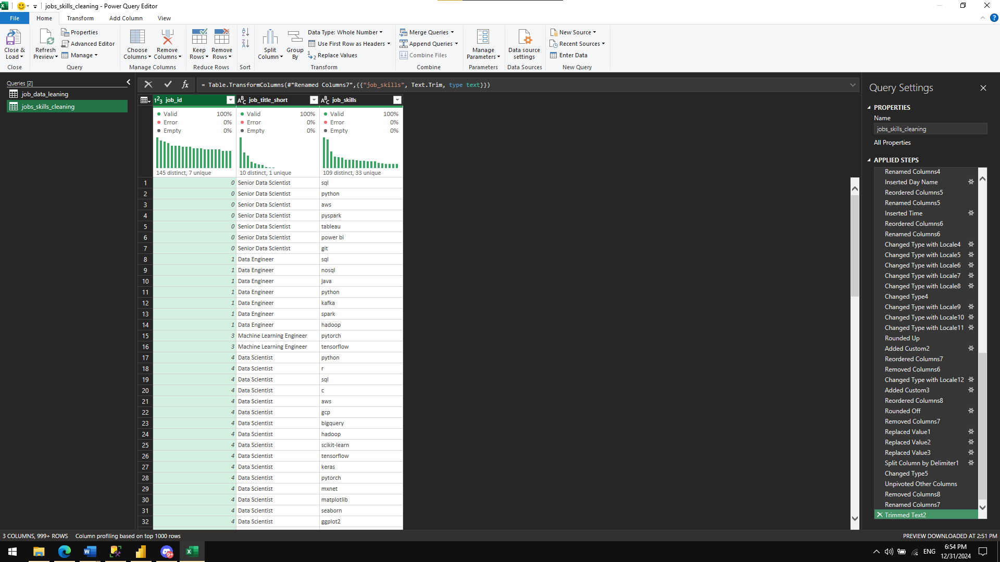 jobs_skills_cleaning - Power Query Editor
File
Home
Transform
Add Column
View
Close & Load
Close
Refresh Preview
Properties
Advanced Editor
Manage
Query
Choose Columns
Remove Columns
Manage Columns
Keep Rows
Remove Rows
Reduce Rows
Sort
Split Column
Group By
Data Type: Whole Number
Use First Row as Headers
Replace Values
Transform
Merge Queries
Append Queries
Combine Files
Combine
Manage Parameters
Parameters
Data source settings
Data Sources
New Source
Recent Sources
Enter Data
New Query
Queries [2]
job_data_leaning
jobs_skills_cleaning
= Table.TransformColumns(#"Renamed Columns7",{{"job_skills", Text.Trim, type text}})
job_id job_title_short job_skills
Valid 100% Valid 100% Valid 100%
Error 0% Error 0% Error 0%
Empty 0% Empty 0% Empty 0%
145 distinct, 7 unique 10 distinct, 1 unique 109 distinct, 33 unique
1 0 Senior Data Scientist sql
2 0 Senior Data Scientist python
3 0 Senior Data Scientist aws
4 0 Senior Data Scientist pyspark
5 0 Senior Data Scientist tableau
6 0 Senior Data Scientist power bi
7 0 Senior Data Scientist git
8 1 Data Engineer sql
9 1 Data Engineer nosql
10 1 Data Engineer java
11 1 Data Engineer python
12 1 Data Engineer kafka
13 1 Data Engineer spark
14 1 Data Engineer hadoop
15 3 Machine Learning Engineer pytorch
16 3 Machine Learning Engineer tensorflow
17 4 Data Scientist python
18 4 Data Scientist r
19 4 Data Scientist sql
20 4 Data Scientist c
21 4 Data Scientist aws
22 4 Data Scientist gcp
23 4 Data Scientist bigquery
24 4 Data Scientist hadoop
25 4 Data Scientist scikit-learn
26 4 Data Scientist tensorflow
27 4 Data Scientist keras
28 4 Data Scientist pytorch
29 4 Data Scientist mxnet
30 4 Data Scientist matplotlib
31 4 Data Scientist seaborn
32 4 Data Scientist ggplot2
Query Settings
PROPERTIES
Name
jobs_skills_cleaning
All Properties
APPLIED STEPS
Renamed Columns4
Inserted Day Name
Reordered Columns5
Renamed Columns5
Inserted Time
Reordered Columns6
Renamed Columns6
Changed Type with Locale4
Changed Type with Locale5
Changed Type with Locale6
Changed Type with Locale7
Changed Type with Locale8
Changed Type4
Changed Type with Locale9
Changed Type with Locale10
Changed Type with Locale11
Rounded Up
Added Custom2
Reordered Columns7
Removed Columns6
Changed Type with Locale12
Added Custom3
Reordered Columns8
Rounded Off
Removed Columns7
Replaced Value1
Replaced Value2
Replaced Value3
Split Column by Delimiter1
Changed Type5
Unpivoted Other Columns
Removed Columns8
Renamed Columns7
Trimmed Text2
3 COLUMNS, 999+ ROWS Column profiling based on top 1000 rows
PREVIEW DOWNLOADED AT 2:51 PM
9+
ENG
6:54 PM
12/31/2024